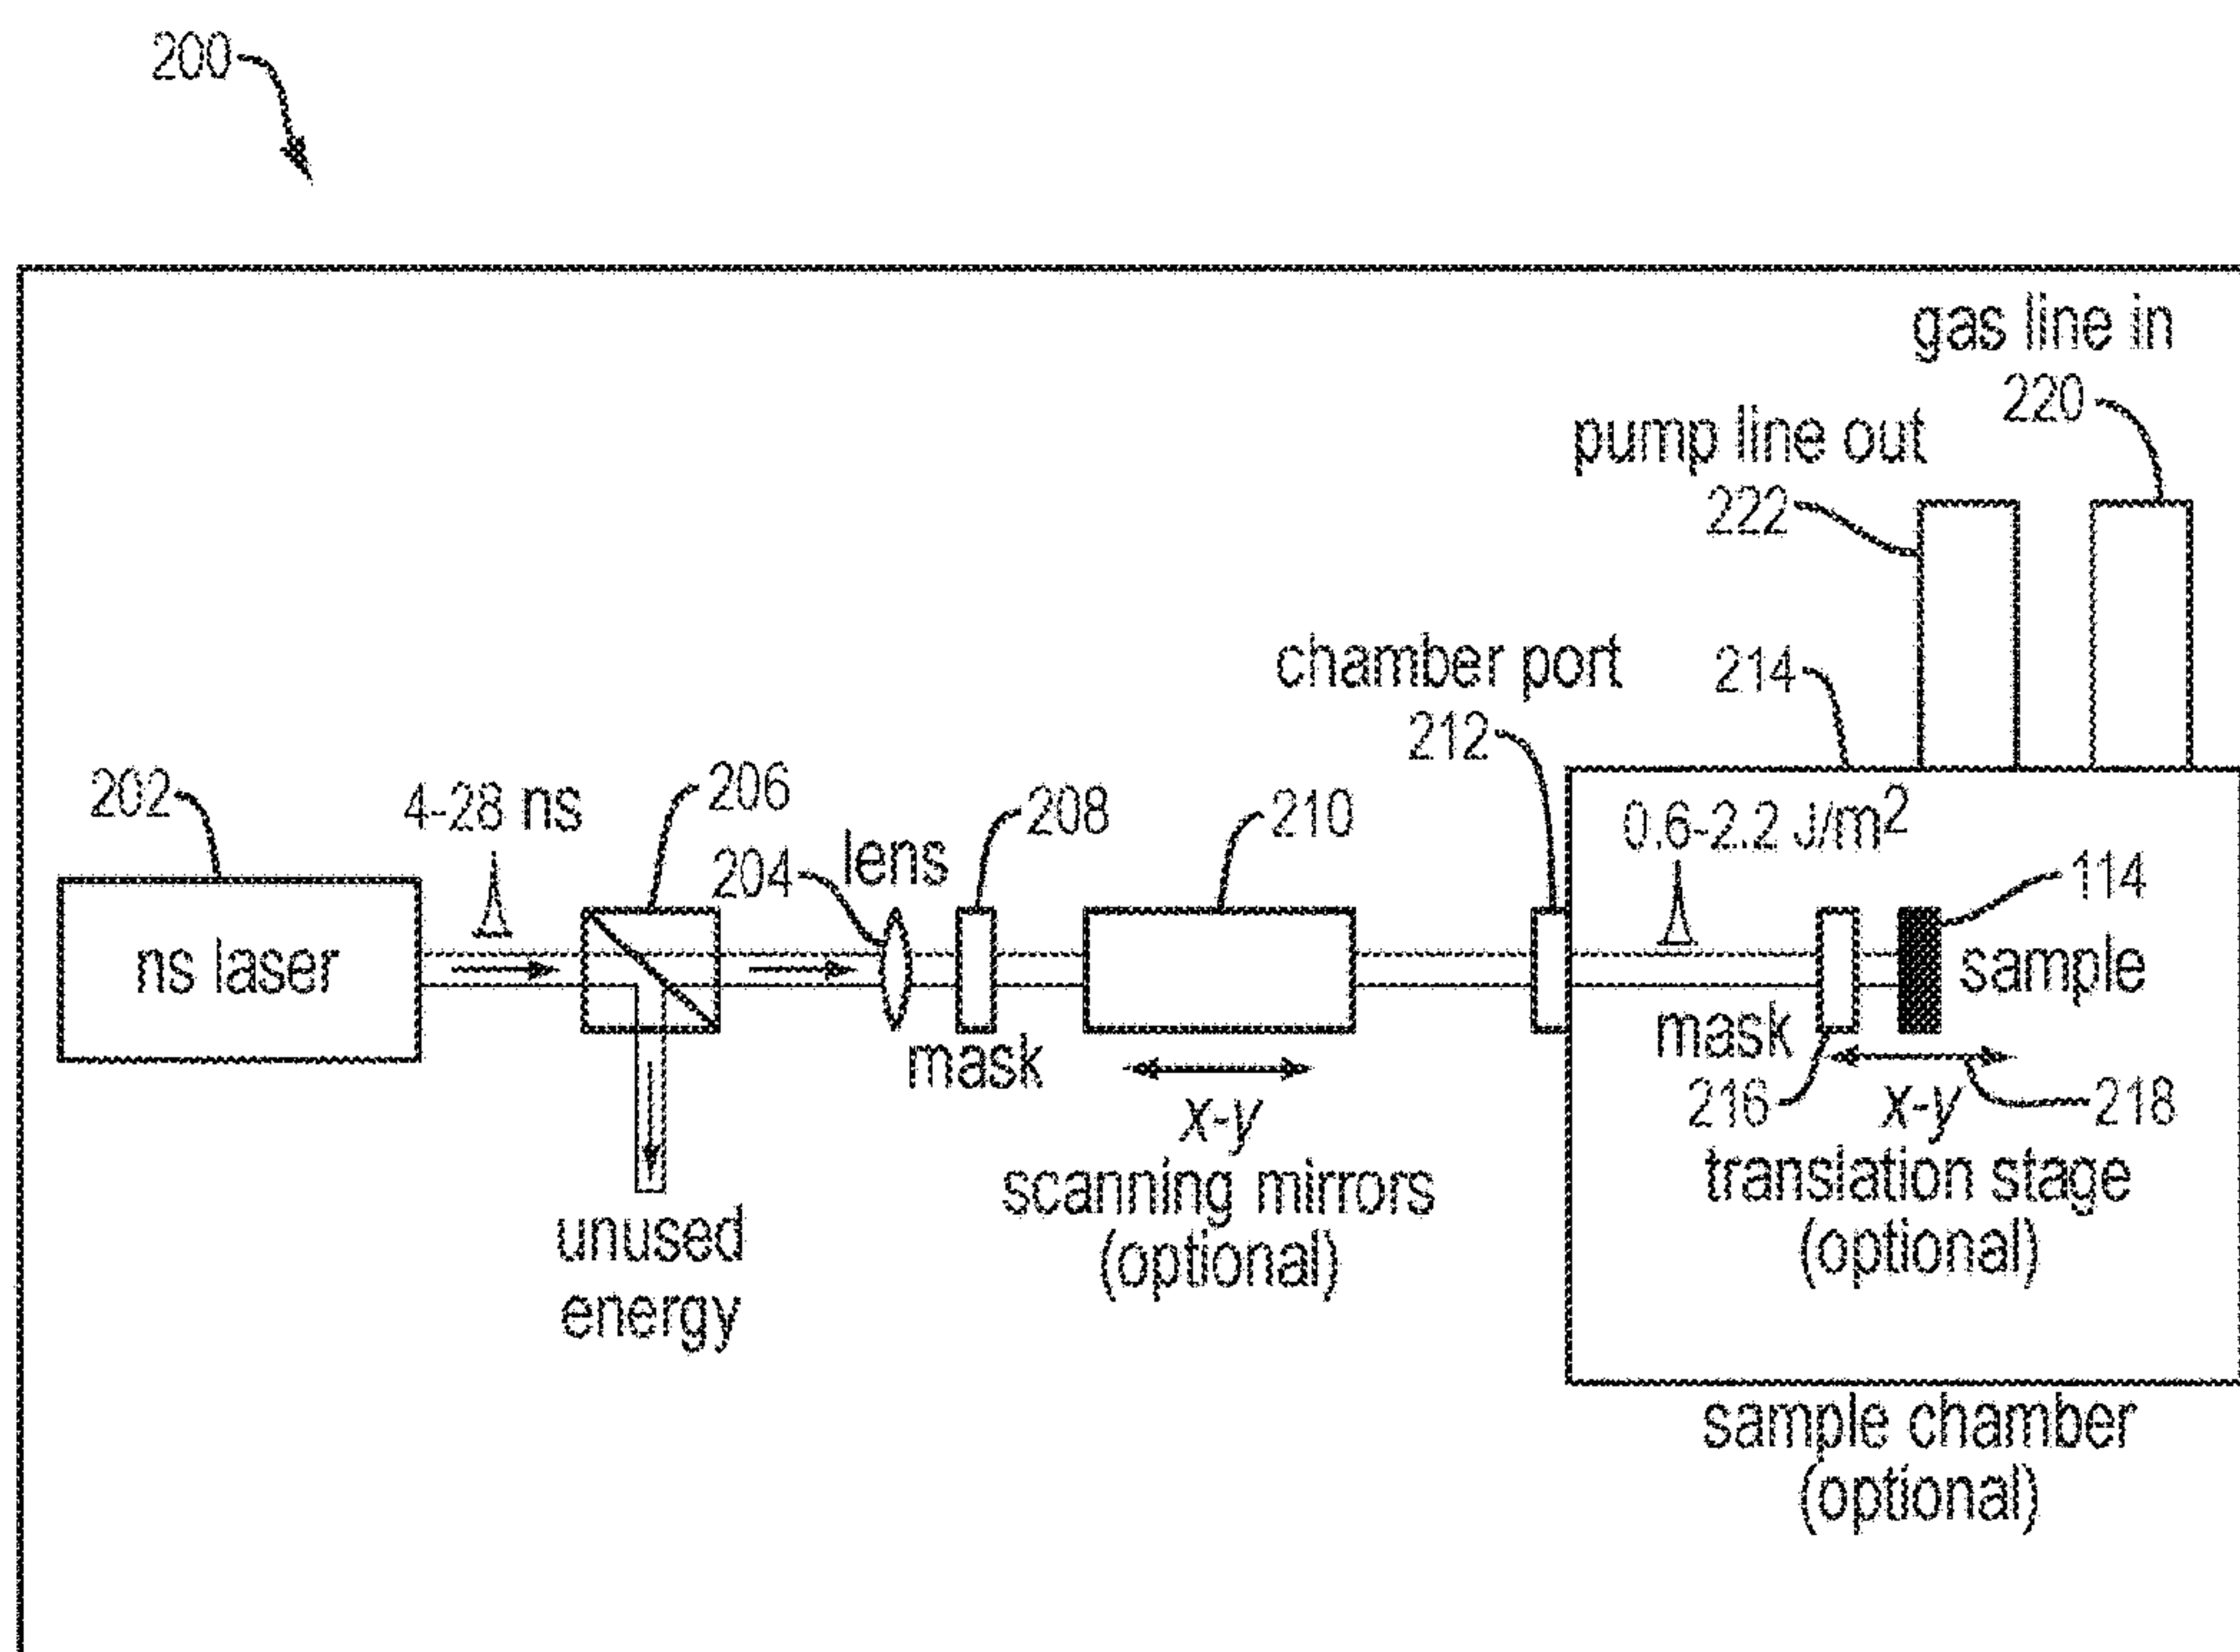 200
gas line in
220
pump line out
222
chamber port
212
214
202
4-28 ns
206
204
lens
208
210
0.6-2.2 J/m²
114
ns laser
sample
mask
mask
216
x-y
218
x-y
translation stage
(optional)
scanning mirrors
(optional)
unused
energy
sample chamber
(optional)